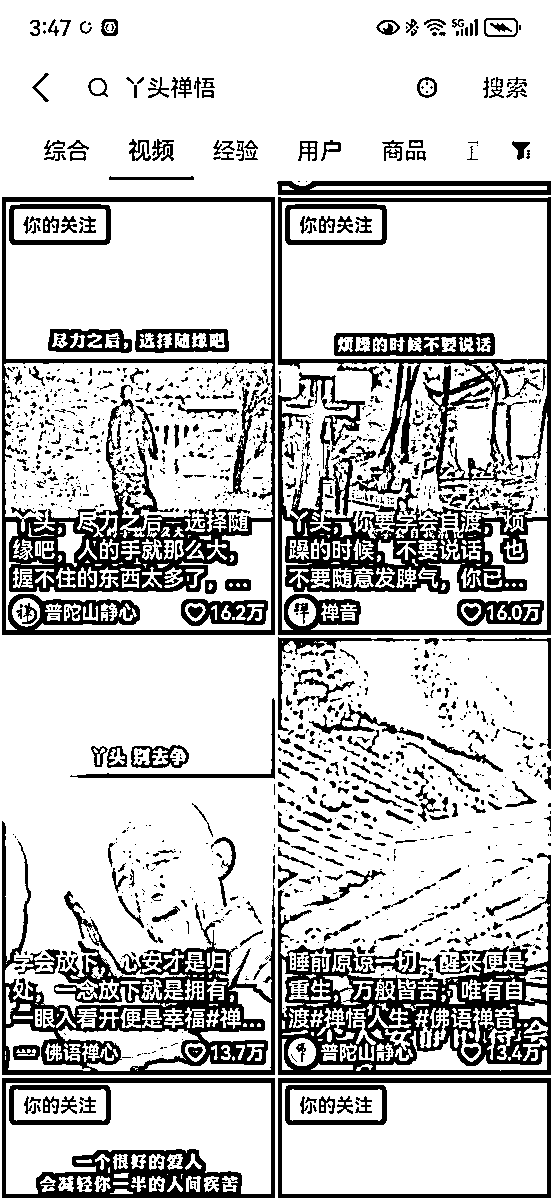 3:47
5G
丫头禅悟
搜索
综合 视频 经验 用户 商品
你的关注
尽力之后，选择随缘吧
丫头，尽力之后，选择随
缘吧，人的手就那么大，
握不住的东西太多了，...
普陀山静心 16.2万
你的关注
烦躁的时候不要说话
丫头，你要学会自渡，烦
躁的时候，不要说话，也
不要随意发脾气，你已...
禅音 16.0万
丫头 别去争
学会放下，心安才是归
处，一念放下就是拥有，
一眼入看开便是幸福#禅...
佛语禅心 13.7万
睡前原谅一切，醒来便是
重生，万般皆苦，唯有自
渡#禅悟人生 #佛语禅音...
普陀山静心 13.4万
你的关注
一个很好的爱人
会减轻你一半的人间疾苦
你的关注